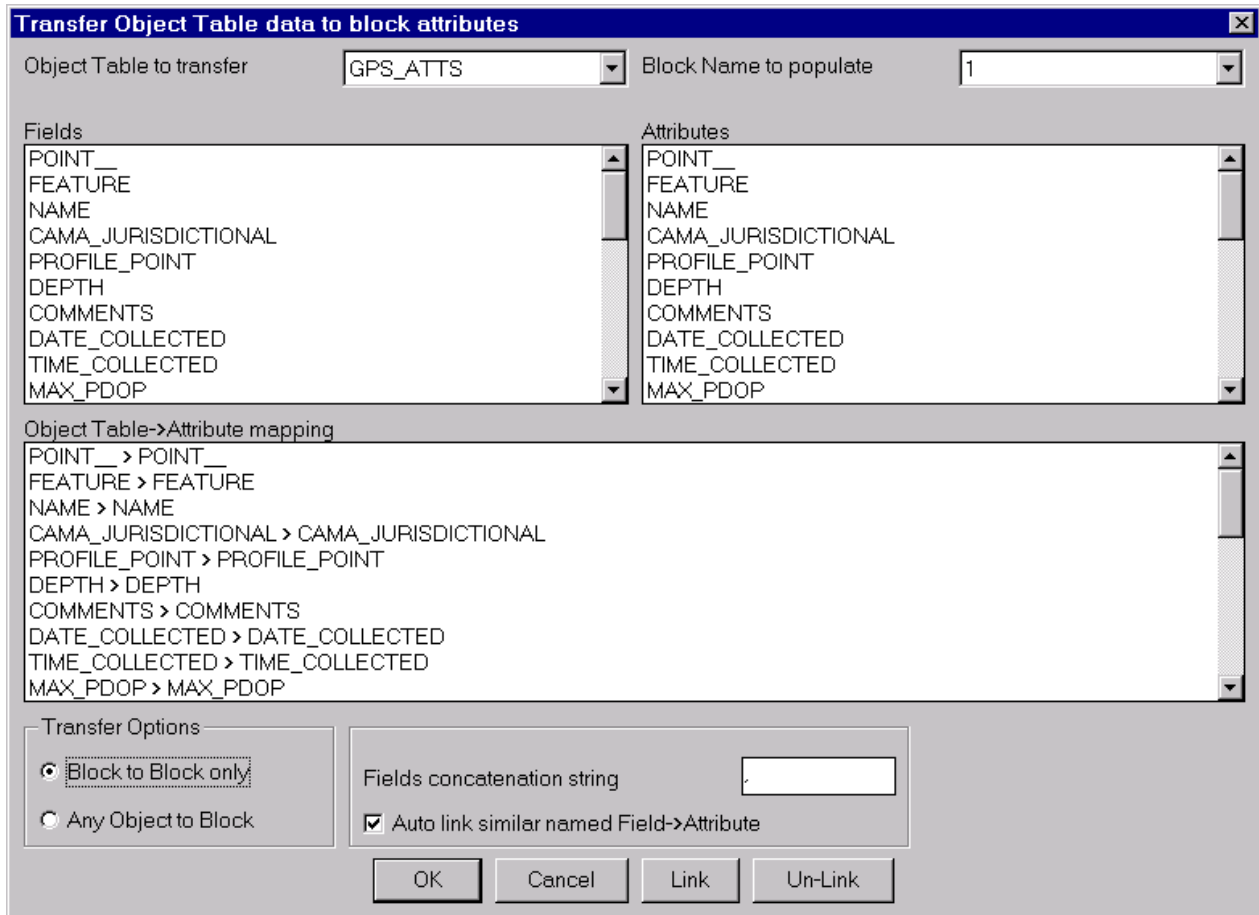 Transfer Object Table data to block attributes
Object Table to transfer GPS_ATTS Block Name to populate 1
Fields
POINT__
FEATURE
NAME
CAMA_JURISDICTIONAL
PROFILE_POINT
DEPTH
COMMENTS
DATE_COLLECTED
TIME_COLLECTED
MAX_PDOP
Attributes
POINT__
FEATURE
NAME
CAMA_JURISDICTIONAL
PROFILE_POINT
DEPTH
COMMENTS
DATE_COLLECTED
TIME_COLLECTED
MAX_PDOP
Object Table->Attribute mapping
POINT__ > POINT__
FEATURE > FEATURE
NAME > NAME
CAMA_JURISDICTIONAL > CAMA_JURISDICTIONAL
PROFILE_POINT > PROFILE_POINT
DEPTH > DEPTH
COMMENTS > COMMENTS
DATE_COLLECTED > DATE_COLLECTED
TIME_COLLECTED > TIME_COLLECTED
MAX_PDOP > MAX_PDOP
Transfer Options
Block to Block only
Any Object to Block
Fields concatenation string ,
Auto link similar named Field->Attribute
OK Cancel Link Un-Link